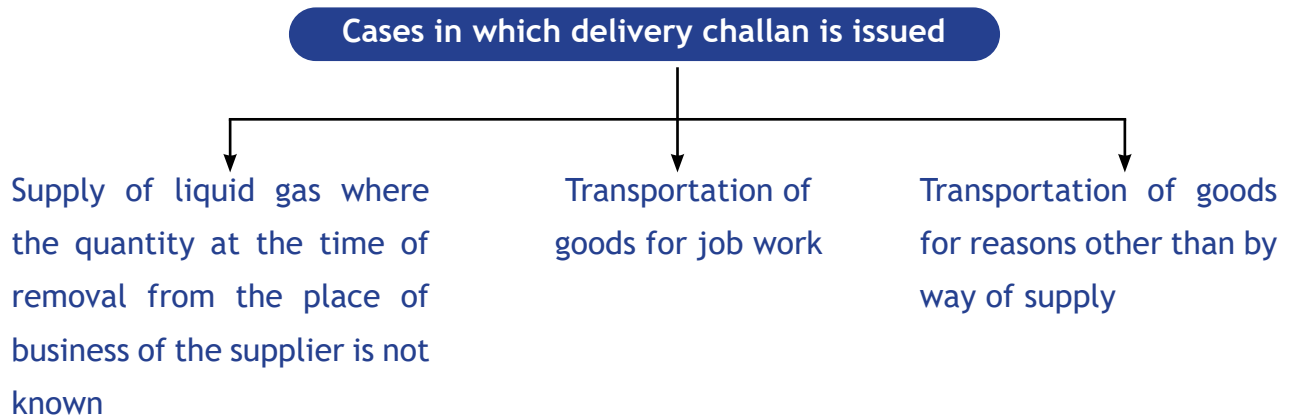 Cases in which delivery challan is issued
Supply of liquid gas where
the quantity at the time of
removal from the place of
business of the supplier is not
known
Transportation of
goods for job work
Transportation of goods
for reasons other than by
way of supply